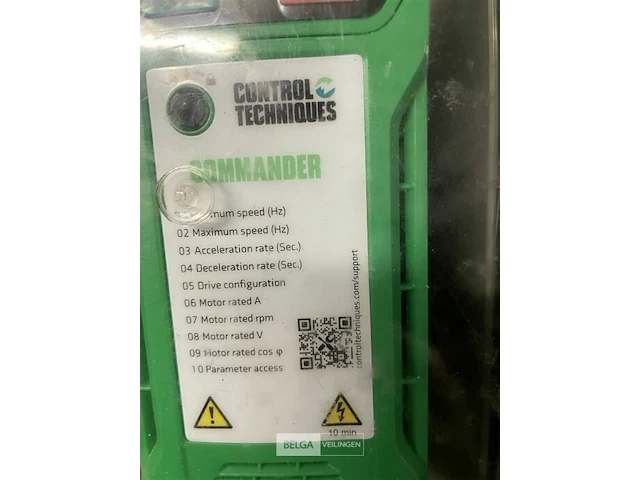 CONTROL
TECHNIQUES
COMMANDER
speed (Hz)
02 Maximum speed (Hz)
03 Acceleration rate (Sec.)
04 Deceleration rate (Sec.)
05 Drive configuration
06 Motor rated A
07 Motor rated rpm
08 Motor rated V
09 Motor rated cos φ
10 Parameter access
controltechniques.com/support
10 min
BELGA VEILINGEN